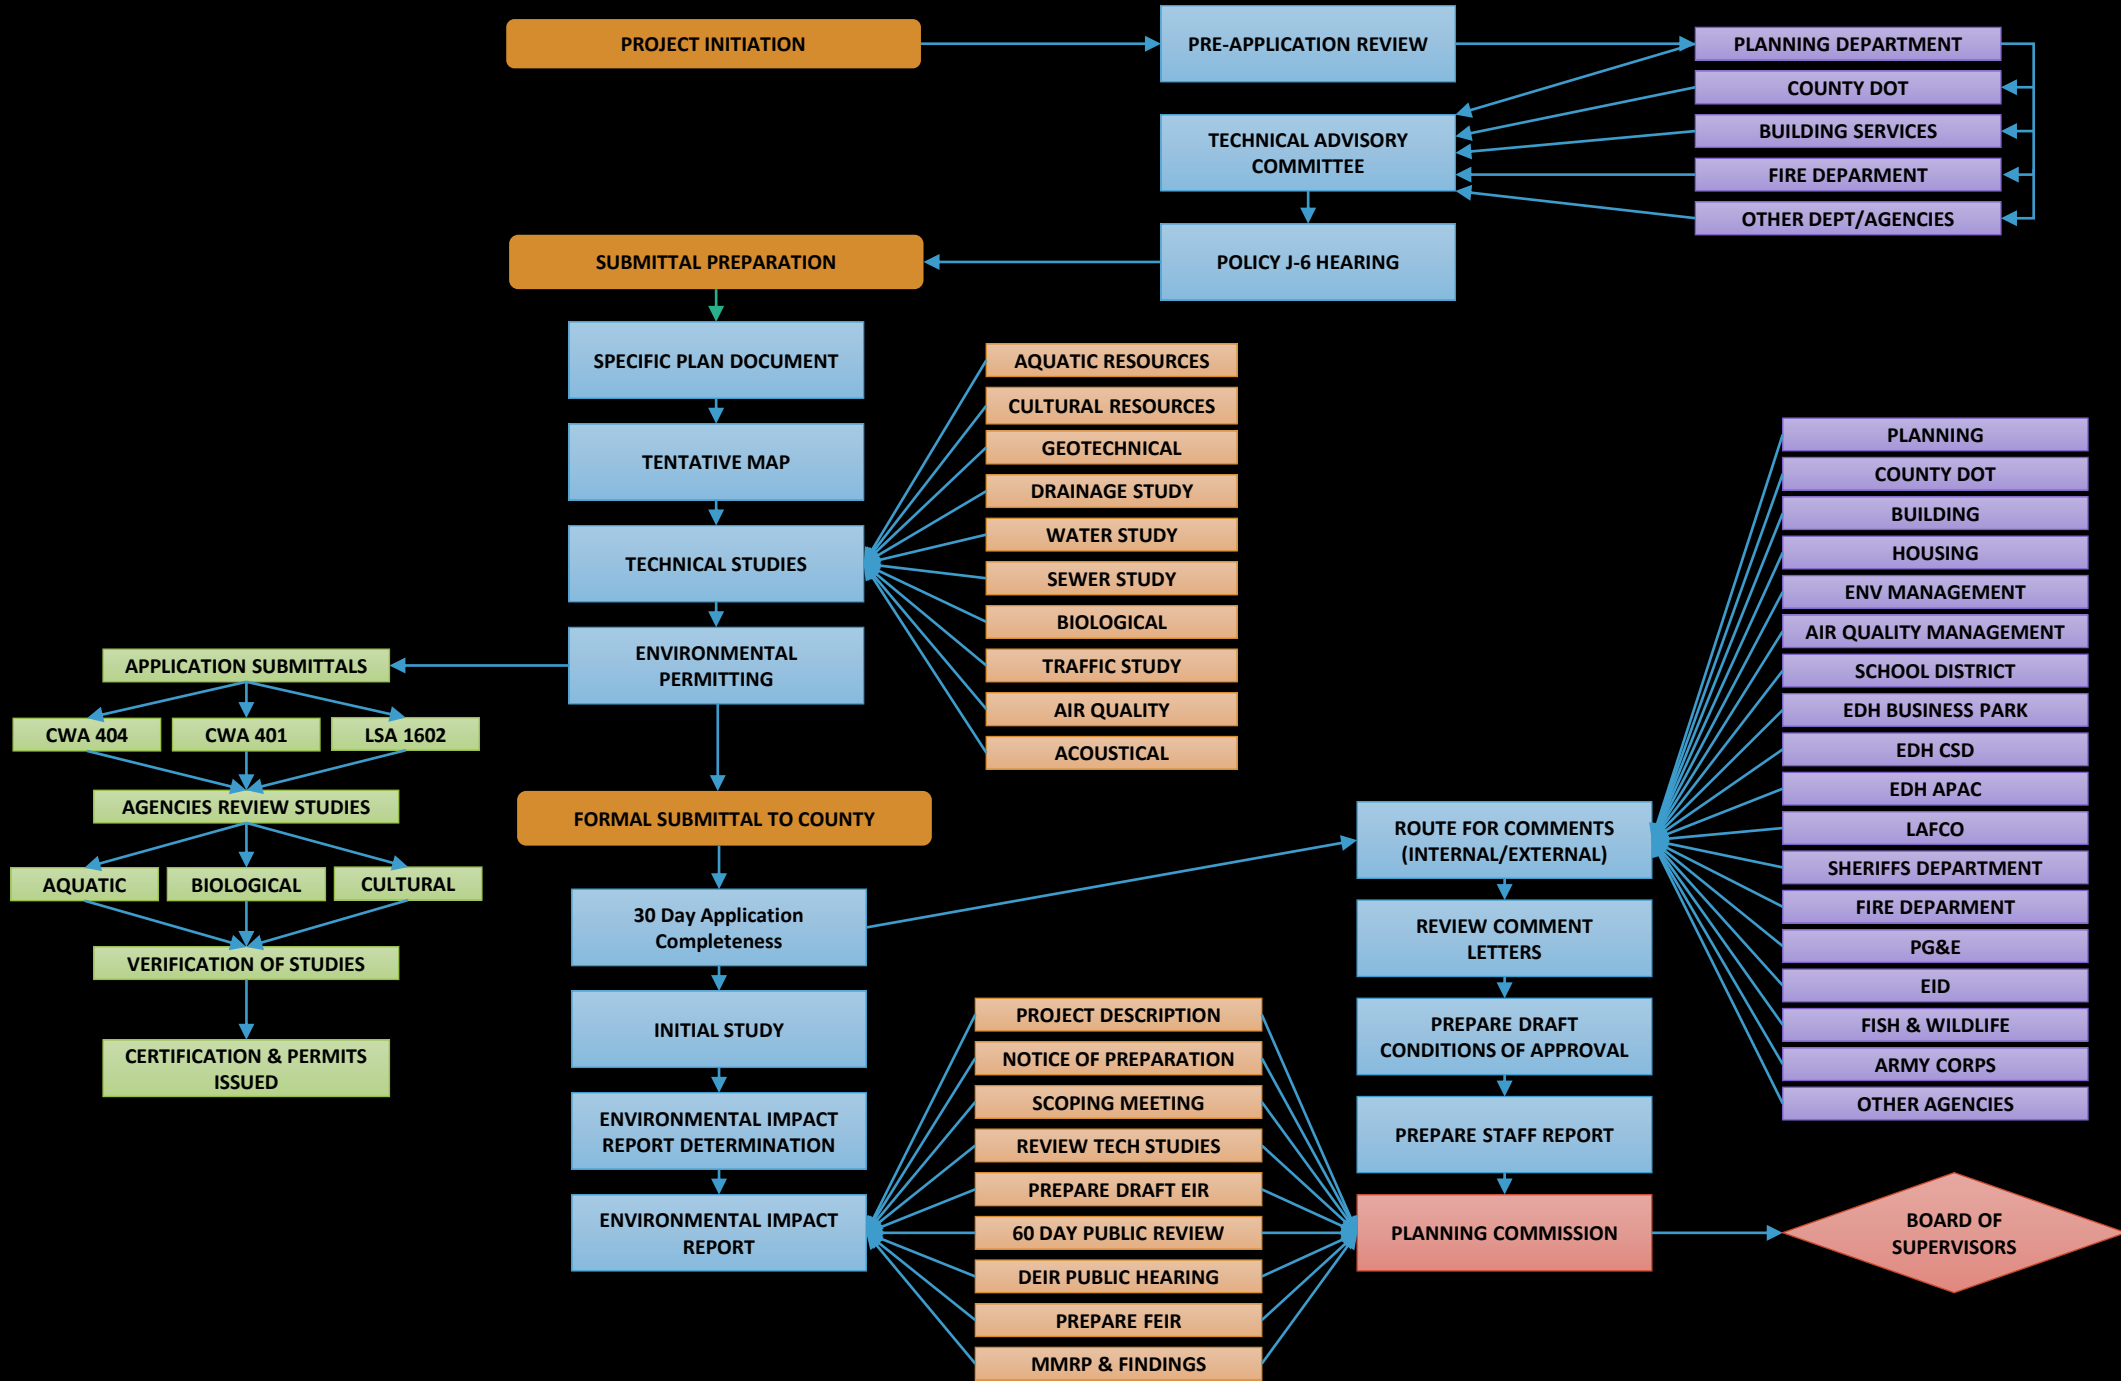 PROJECT INITIATION
PRE-APPLICATION REVIEW
PLANNING DEPARTMENT
COUNTY DOT
BUILDING SERVICES
FIRE DEPARMENT
OTHER DEPT/AGENCIES
TECHNICAL ADVISORY
COMMITTEE
POLICY J-6 HEARING
SUBMITTAL PREPARATION
SPECIFIC PLAN DOCUMENT
TENTATIVE MAP
TECHNICAL STUDIES
ENVIRONMENTAL
PERMITTING
AQUATIC RESOURCES
CULTURAL RESOURCES
GEOTECHNICAL
DRAINAGE STUDY
WATER STUDY
SEWER STUDY
BIOLOGICAL
TRAFFIC STUDY
AIR QUALITY
ACOUSTICAL
APPLICATION SUBMITTALS
CWA 404
CWA 401
LSA 1602
AGENCIES REVIEW STUDIES
AQUATIC
BIOLOGICAL
CULTURAL
VERIFICATION OF STUDIES
CERTIFICATION & PERMITS
ISSUED
FORMAL SUBMITTAL TO COUNTY
30 Day Application
Completeness
INITIAL STUDY
ENVIRONMENTAL IMPACT
REPORT DETERMINATION
ENVIRONMENTAL IMPACT
REPORT
PROJECT DESCRIPTION
NOTICE OF PREPARATION
SCOPING MEETING
REVIEW TECH STUDIES
PREPARE DRAFT EIR
60 DAY PUBLIC REVIEW
DEIR PUBLIC HEARING
PREPARE FEIR
MMRP & FINDINGS
ROUTE FOR COMMENTS
(INTERNAL/EXTERNAL)
REVIEW COMMENT
LETTERS
PREPARE DRAFT
CONDITIONS OF APPROVAL
PREPARE STAFF REPORT
PLANNING COMMISSION
PLANNING
COUNTY DOT
BUILDING
HOUSING
ENV MANAGEMENT
AIR QUALITY MANAGEMENT
SCHOOL DISTRICT
EDH BUSINESS PARK
EDH CSD
EDH APAC
LAFCO
SHERIFFS DEPARTMENT
FIRE DEPARMENT
PG&E
EID
FISH & WILDLIFE
ARMY CORPS
OTHER AGENCIES
BOARD OF
SUPERVISORS